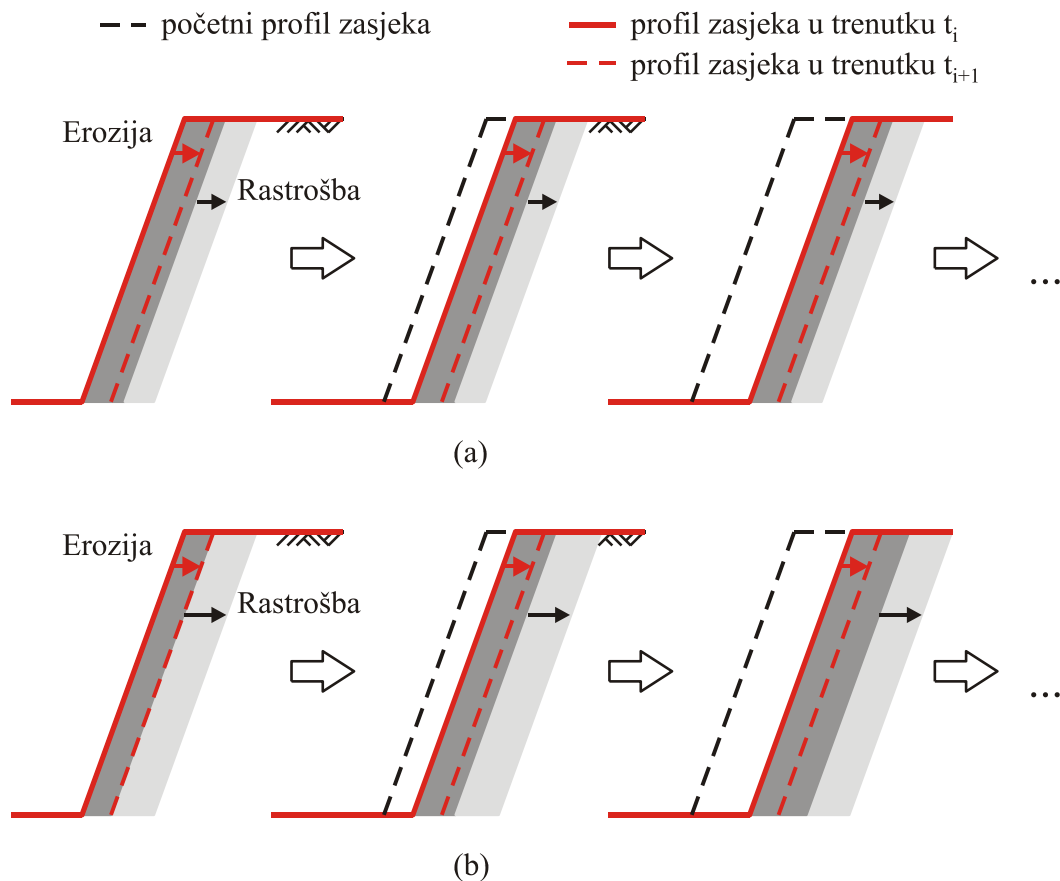 početni profil zasjeka
profil zasjeka u trenutku tᵢ
profil zasjeka u trenutku tᵢ₊₁
Erozija
Rastrošba
...
(a)
Erozija
Rastrošba
...
(b)